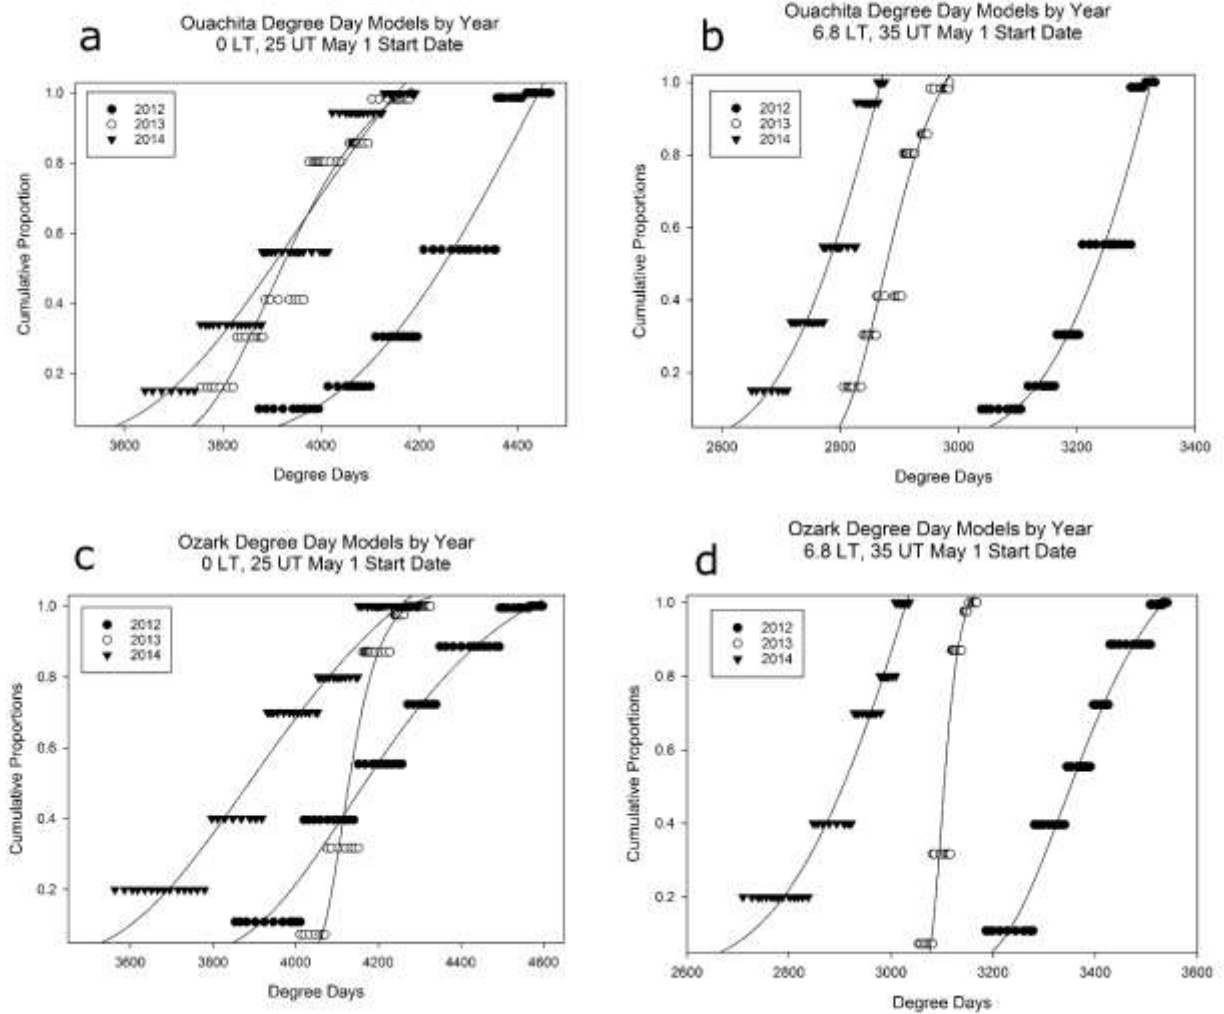 a
Ouachita Degree Day Models by Year
0 LT, 25 UT May 1 Start Date
1.0
0.8
0.6
0.4
0.2
Cumulative Proportion
2012
2013
2014
3600 3800 4000 4200 4400
Degree Days
b
Ouachita Degree Day Models by Year
6.8 LT, 35 UT May 1 Start Date
1.0
0.8
0.6
0.4
0.2
Cumulative Proportions
2012
2013
2014
2600 2800 3000 3200 3400
Degree Days
c
Ozark Degree Day Models by Year
0 LT, 25 UT May 1 Start Date
1.0
0.8
0.6
0.4
0.2
Cumulative Proportions
2012
2013
2014
3600 3800 4000 4200 4400 4600
Degree Days
d
Ozark Degree Day Models by Year
6.8 LT, 35 UT May 1 Start Date
1.0
0.8
0.6
0.4
0.2
Cumulative Proportions
2012
2013
2014
2600 2800 3000 3200 3400 3600
Degree Days